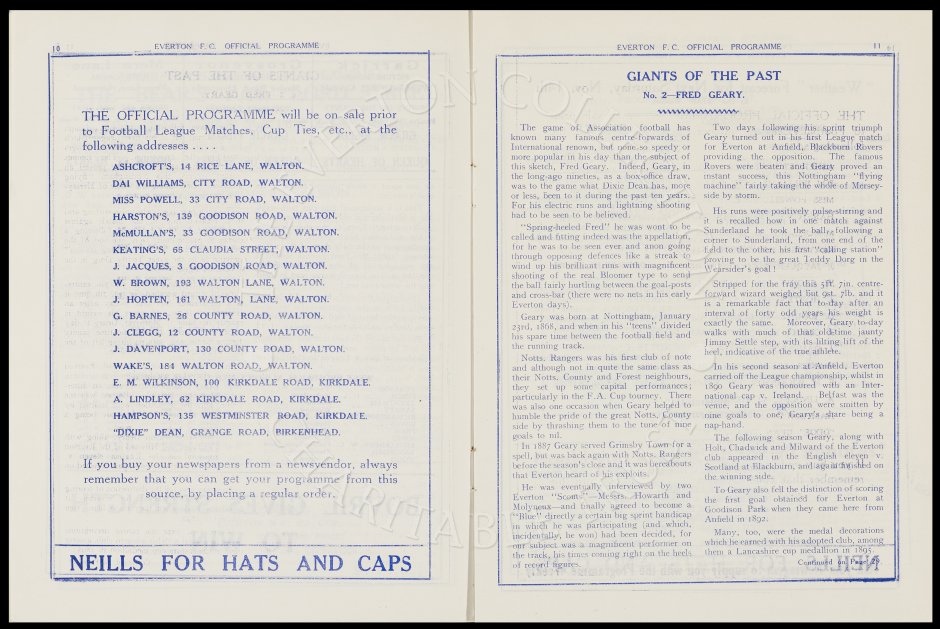 10
EVERTON F.C. OFFICIAL PROGRAMME
THE OFFICIAL PROGRAMME will be on sale prior
to Football League Matches, Cup Ties, etc., at the
following addresses . . . .
ASHCROFT'S, 14 RICE LANE, WALTON.
DAI WILLIAMS, CITY ROAD, WALTON.
MISS POWELL, 33 CITY ROAD, WALTON.
HARSTON'S, 139 GOODISON ROAD, WALTON.
McMULLAN'S, 33 GOODISON ROAD, WALTON.
KEATING'S, 66 CLAUDIA STREET, WALTON.
J. JACQUES, 3 GOODISON ROAD, WALTON.
W. BROWN, 193 WALTON LANE, WALTON.
J. HORTEN, 161 WALTON, LANE, WALTON.
G. BARNES, 26 COUNTY ROAD, WALTON.
J. CLEGG, 12 COUNTY ROAD, WALTON.
J. DAVENPORT, 130 COUNTY ROAD, WALTON.
WAKE'S, 184 WALTON ROAD, WALTON.
E. M. WILKINSON, 100 KIRKDALE ROAD, KIRKDALE.
A. LINDLEY, 62 KIRKDALE ROAD, KIRKDALE.
HAMPSON'S, 135 WESTMINSTER ROAD, KIRKDALE.
"DIXIE" DEAN, GRANGE ROAD, BIRKENHEAD.
If you buy your newspapers from a newsvendor, always
remember that you can get your programme from this
source, by placing a regular order.
NEILLS FOR HATS AND CAPS
EVERTON F.C. OFFICIAL PROGRAMME
11
GIANTS OF THE PAST
No. 2—FRED GEARY.
The game of Association football has
known many famous centre-forwards of
International renown, but none so speedy or
more popular in his day than the subject of
this sketch, Fred Geary. Indeed, Geary, in
the long-ago nineties, as a box-office draw,
was to the game what Dixie Dean has, more
or less, been to it during the past ten years.
For his electric runs and lightning shooting
had to be seen to be believed.
"Spring-heeled Fred" he was wont to be
called and fitting indeed was the appellation,
for he was to be seen ever and anon going
through opposing defences like a streak to
wind up his brilliant runs with magnificent
shooting of the real Bloomer type to send
the ball fairly hurtling between the goal-posts
and cross-bar (there were no nets in his early
Everton days).
Geary was born at Nottingham, January
23rd, 1868, and when in his "teens" divided
his spare time between the football field and
the running track.
Notts. Rangers was his first club of note
and although not in quite the same class as
their Notts. County and Forest neighbours,
they set up some capital performances;
particularly in the F.A. Cup tourney. There
was also one occasion when Geary helped to
humble the pride of the great Notts. County
side by thrashing them to the tune of nine
goals to nil.
In 1887 Geary served Grimsby Town for a
spell, but was back again with Notts. Rangers
before the season's close and it was thereabouts
that Everton heard of his exploits.
He was eventually interviewed by two
Everton "Scouts"—Messrs. Howarth and
Molyneux—and finally agreed to become a
"Blue" directly a certain big sprint handicap
in which he was participating (and which,
incidentally, he won) had been decided, for
our subject was a magnificent performer on
the track, his times coming right on the heels
of record figures.
Two days following his sprint triumph
Geary turned out in his first League match
for Everton at Anfield, Blackburn Rovers
providing the opposition. The famous
Rovers were beaten and Geary proved an
instant success, this Nottingham "flying
machine" fairly taking the whole of Mersey-
side by storm.
His runs were positively pulse-stirring and
it is recalled how in one match against
Sunderland he took the ball, following a
corner to Sunderland, from one end of the
field to the other, his first "calling station"
proving to be the great Teddy Dorg in the
Wearsider's goal!
Stripped for the fray this 5ft. 7in. centre-
forward wizard weighed but 9st. 7lb. and it
is a remarkable fact that to-day after an
interval of forty odd years his weight is
exactly the same. Moreover, Geary to-day
walks with much of that old-time jaunty
Jimmy Settle step, with its lilting lift of the
heel, indicative of the true athlete.
In his second season at Anfield, Everton
carried off the League championship, whilst in
1890 Geary was honoured with an Inter-
national cap v. Ireland. Belfast was the
venue, and the opposition were smitten by
nine goals to one, Geary's share being a
nap-hand.
The following season Geary, along with
Holt, Chadwick and Milward of the Everton
club appeared in the English eleven v.
Scotland at Blackburn, and again finished on
the winning side.
To Geary also fell the distinction of scoring
the first goal obtained for Everton at
Goodison Park when they came here from
Anfield in 1892.
Many, too, were the medal decorations
which he earned with his adopted club, among
them a Lancashire cup medallion in 1895.
Continued on Page 29.